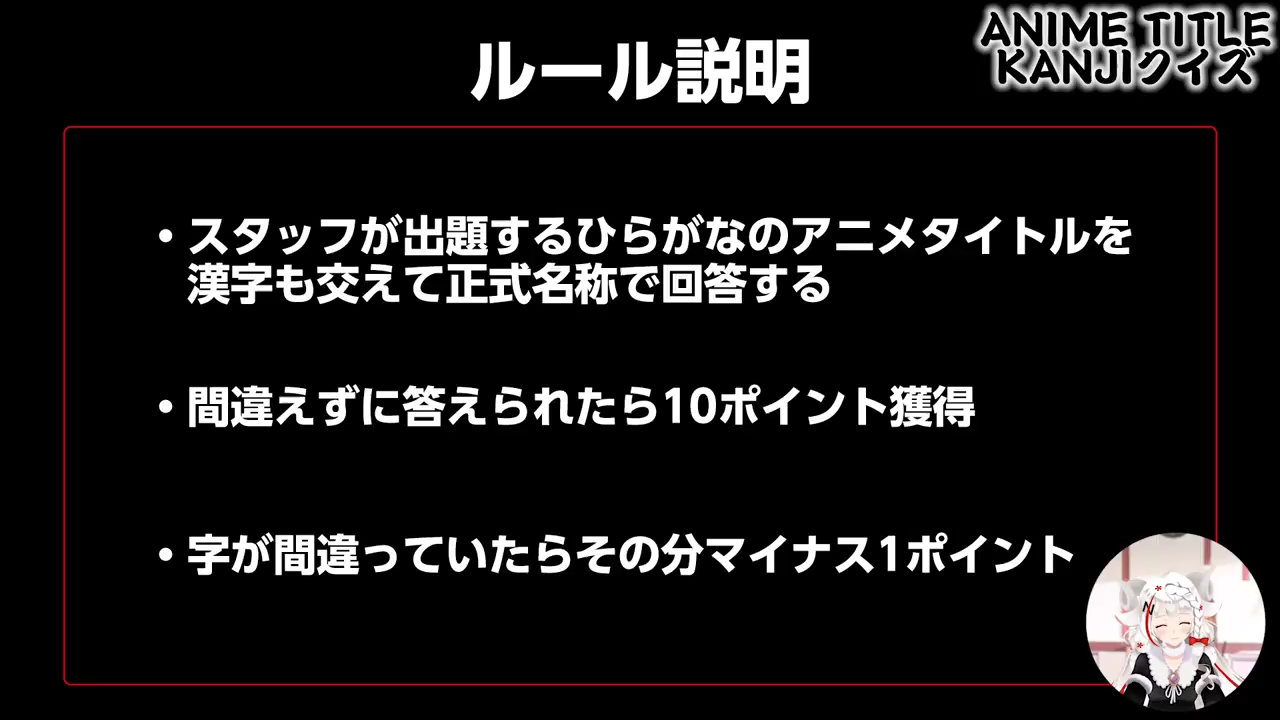 ルール説明
ANIME TITLE
KANJIクイズ
・スタッフが出題するひらがなのアニメタイトルを
漢字も交えて正式名称で回答する
・間違えずに答えられたら10ポイント獲得
・字が間違っていたらその分マイナス1ポイント